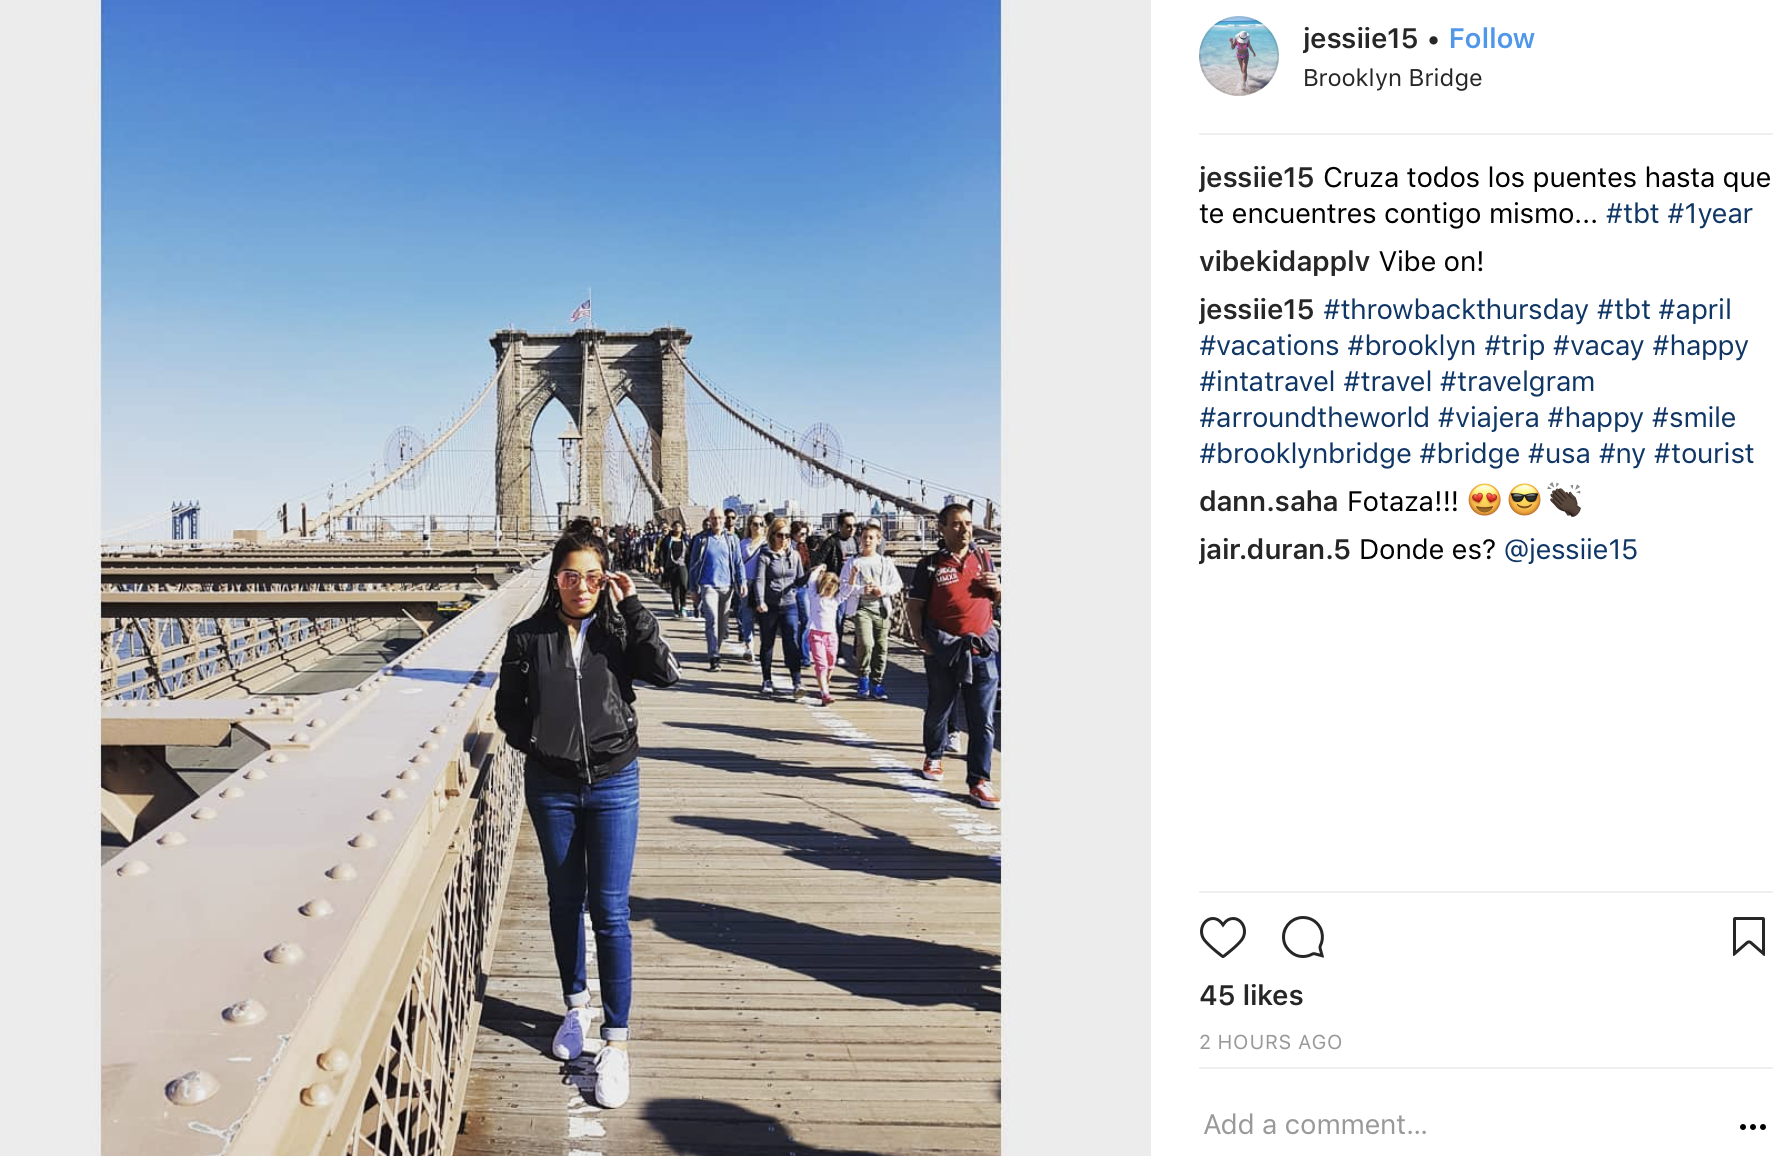 jessiie15 • Follow
Brooklyn Bridge
jessiie15 Cruza todos los puentes hasta que
te encuentres contigo mismo... #tbt #1year
vibekidapplv Vibe on!
jessiie15 #throwbackthursday #tbt #april
#vacations #brooklyn #trip #vacay #happy
#intatravel #travel #travelgram
#arroundtheworld #viajera #happy #smile
#brooklynbridge #bridge #usa #ny #tourist
dann.saha Fotaza!!! 😍😎👏🏿
jair.duran.5 Donde es? @jessiie15
45 likes
2 HOURS AGO
Add a comment...